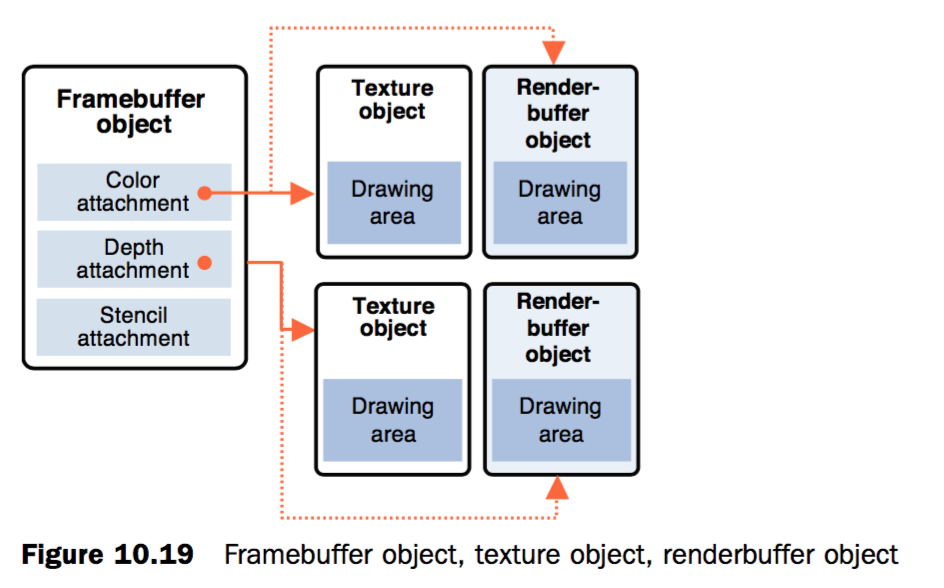 Framebuffer
object
Color
attachment
Depth
attachment
Stencil
attachment
Texture
object
Drawing
area
Render-
buffer
object
Drawing
area
Texture
object
Drawing
area
Render-
buffer
object
Drawing
area
Figure 10.19 Framebuffer object, texture object, renderbuffer object